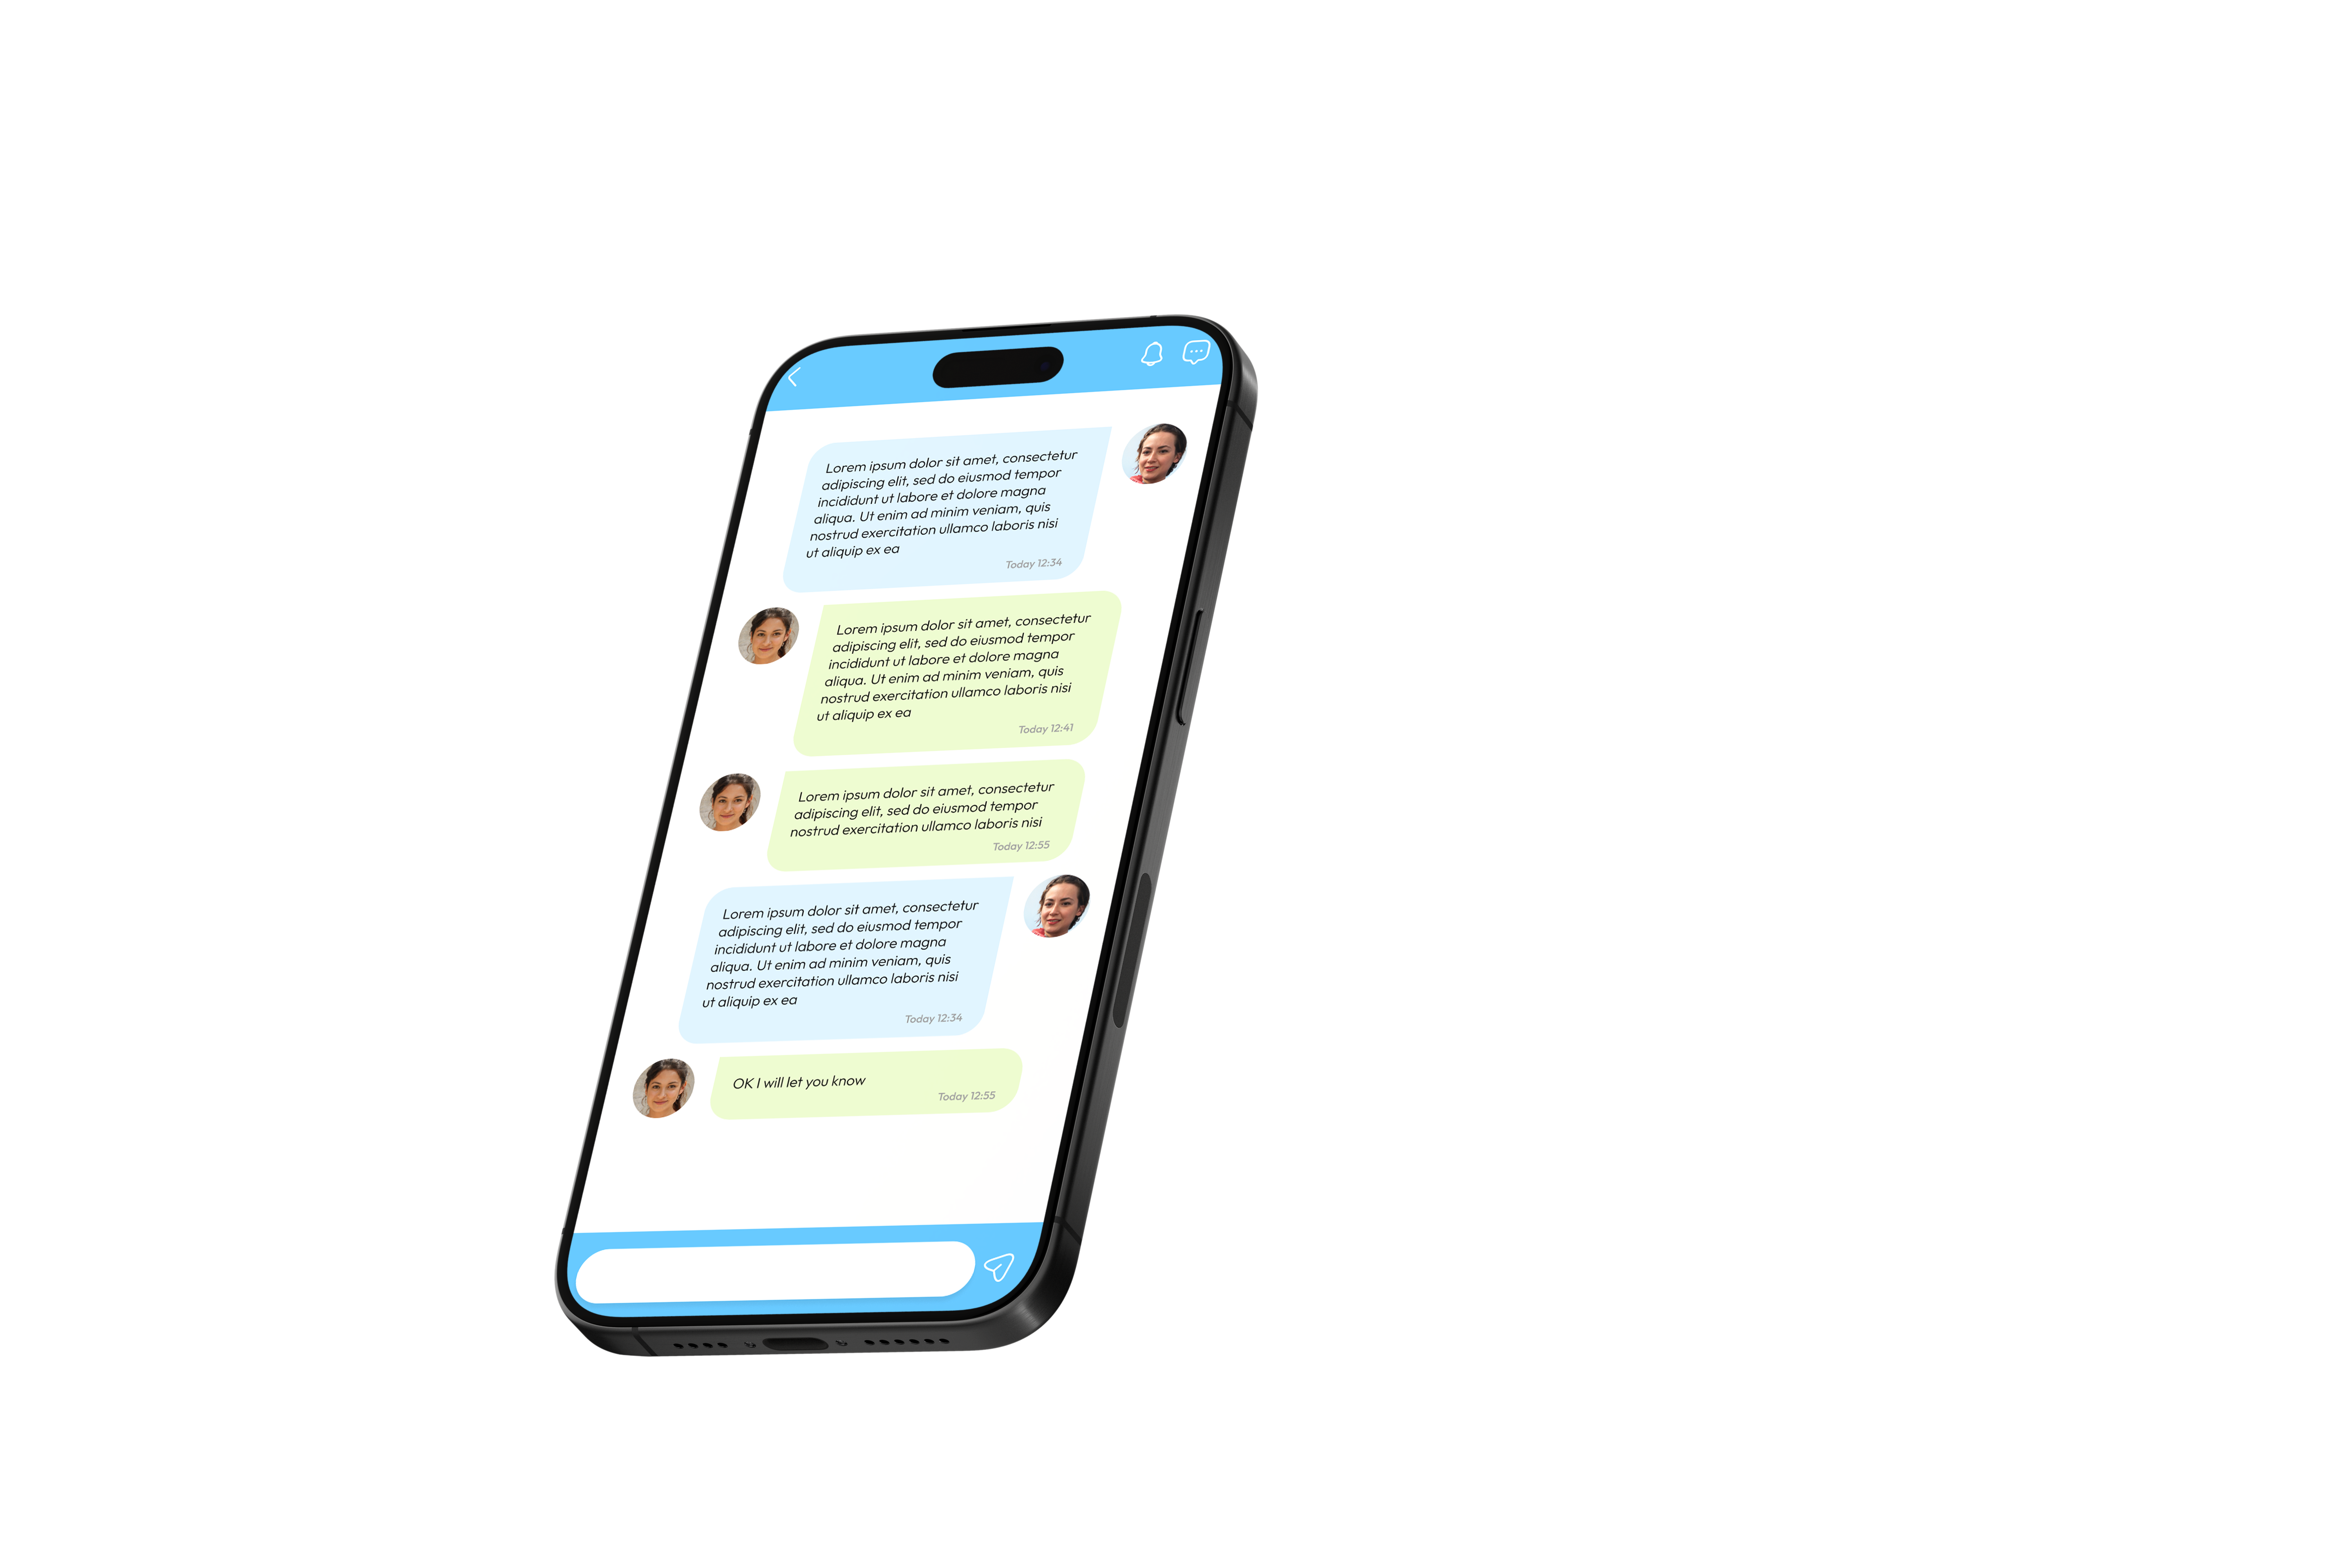 Lorem ipsum dolor sit amet, consectetur
adipiscing elit, sed do eiusmod tempor
incididunt ut labore et dolore magna
aliqua. Ut enim ad minim veniam, quis
nostrud exercitation ullamco laboris nisi
ut aliquip ex ea
Today 12:34
Lorem ipsum dolor sit amet, consectetur
adipiscing elit, sed do eiusmod tempor
incididunt ut labore et dolore magna
aliqua. Ut enim ad minim veniam, quis
nostrud exercitation ullamco laboris nisi
ut aliquip ex ea
Today 12:41
Lorem ipsum dolor sit amet, consectetur
adipiscing elit, sed do eiusmod tempor
nostrud exercitation ullamco laboris nisi
Today 12:55
Lorem ipsum dolor sit amet, consectetur
adipiscing elit, sed do eiusmod tempor
incididunt ut labore et dolore magna
aliqua. Ut enim ad minim veniam, quis
nostrud exercitation ullamco laboris nisi
ut aliquip ex ea
Today 12:34
OK I will let you know
Today 12:55